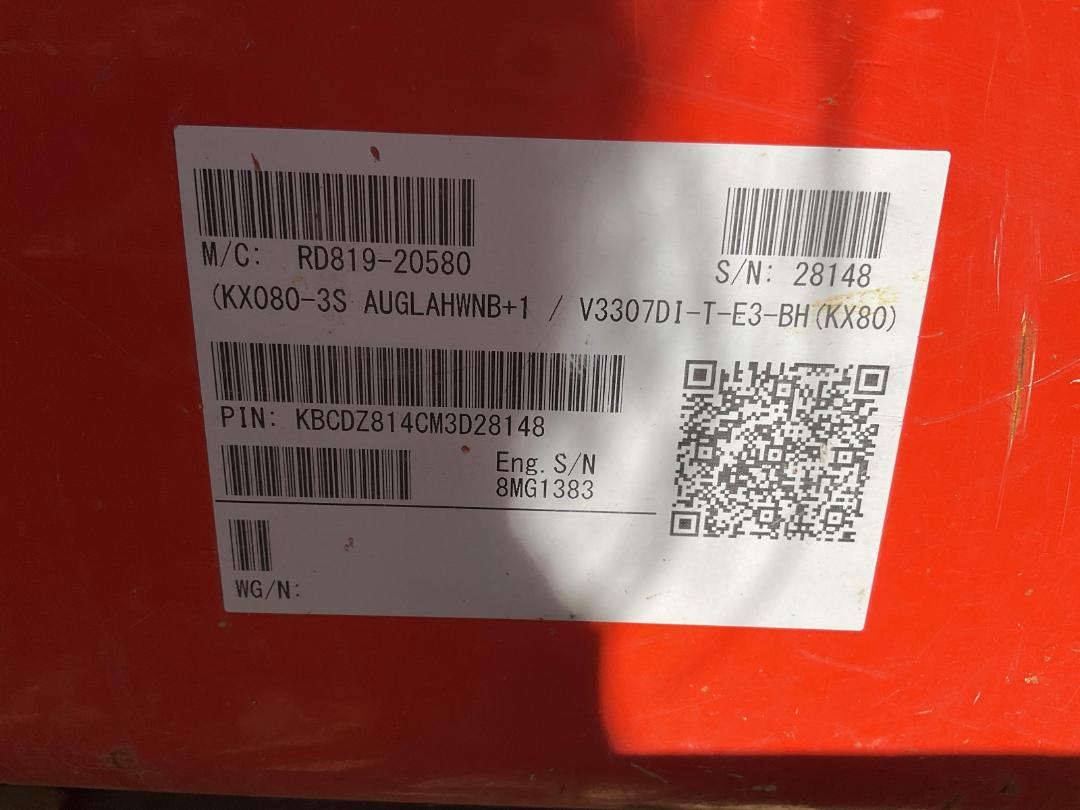 M/C: RD819-20580
S/N: 28148
(KX080-3S AUGLAHWNB+1 / V3307DI-T-E3-BH(KX80)
PIN: KBCDZ814CM3D28148
Eng. S/N
8MG1383
WG/N: